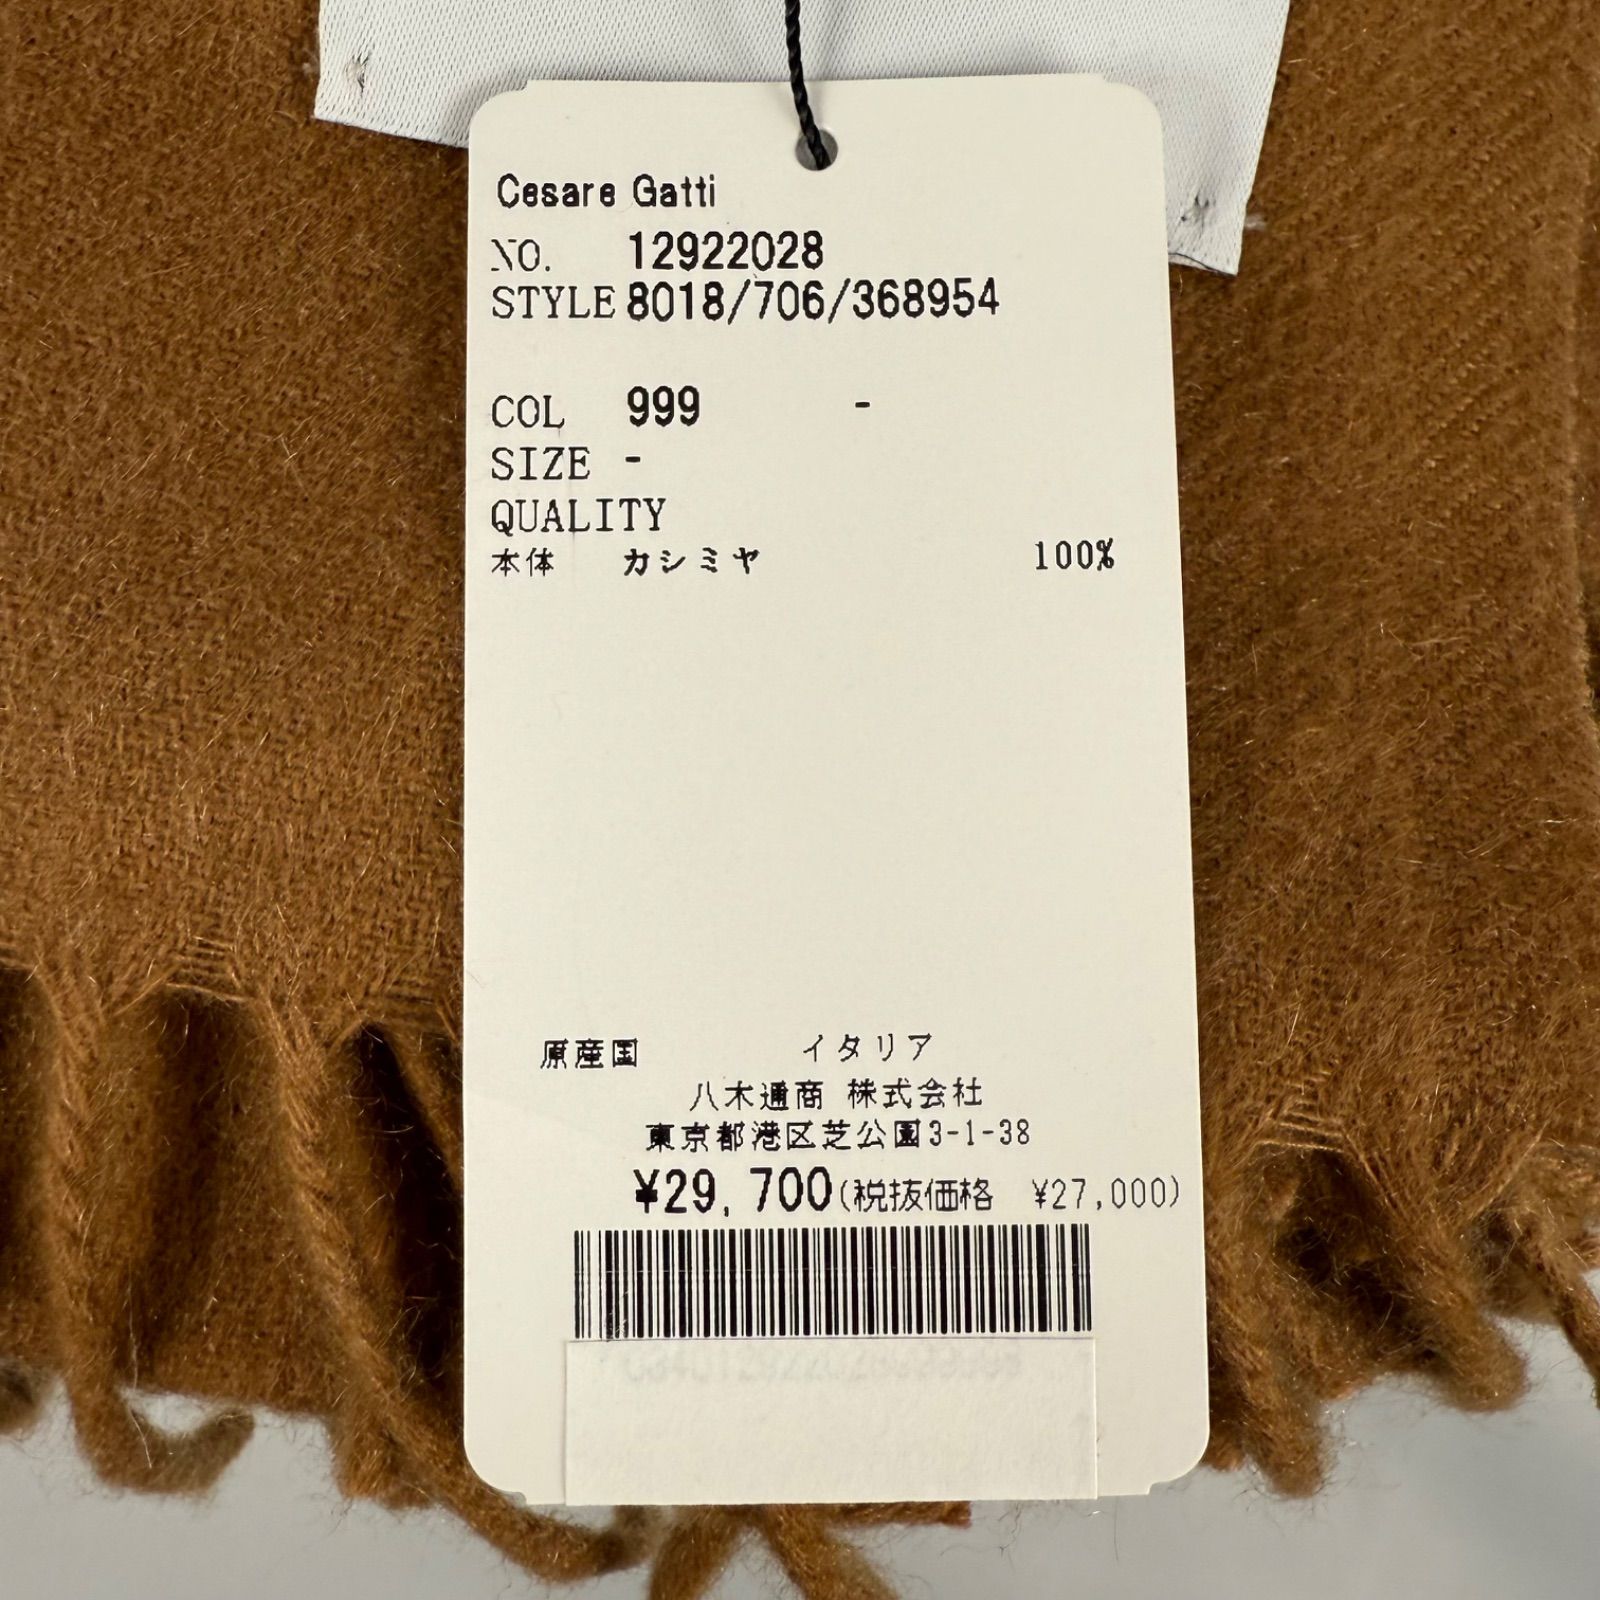 Cesare Gatti
NO. 12922028
STYLE 8018/706/368954
COL 999 -
SIZE -
QUALITY
本体 カシミヤ 100%
原産国 イタリア
八木通商 株式会社
東京都港区芝公園3-1-38
¥29,700(税抜価格 ¥27,000)